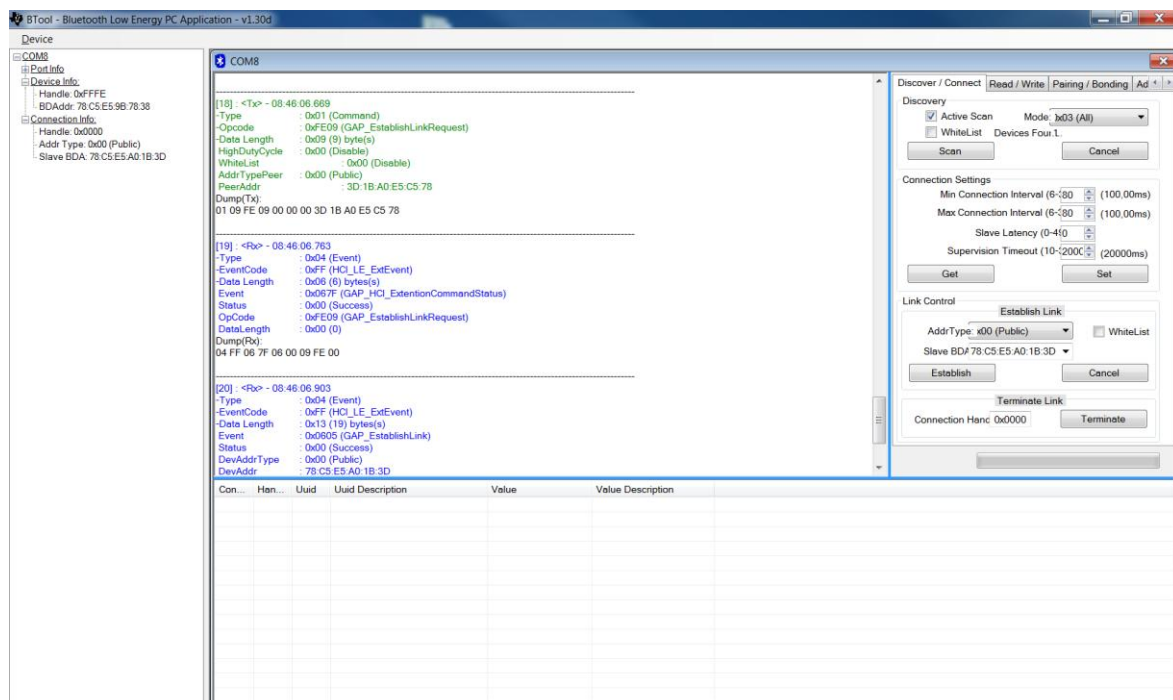 BTool - Bluetooth Low Energy PC Application - v1.30d
Device
COM8
Port Info
Device Info:
Handle: 0xFFFE
BDAddr: 78:C5:E5:9B:78:38
Connection Info:
Handle: 0x0000
Addr Type: 0x00 (Public)
Slave BDA: 78:C5:E5:A0:1B:3D
COM8
[18] : <Tx> - 08:46:06.669
-Type : 0x01 (Command)
-Opcode : 0xFE09 (GAP_EstablishLinkRequest)
-Data Length : 0x09 (9) byte(s)
HighDutyCycle : 0x00 (Disable)
WhiteList : 0x00 (Disable)
AddrTypePeer : 0x00 (Public)
PeerAddr : 3D:1B:A0:E5:C5:78
Dump(Tx):
01 09 FE 09 00 00 00 3D 1B A0 E5 C5 78
[19] : <Rx> - 08:46:06.763
-Type : 0x04 (Event)
-EventCode : 0xFF (HCI_LE_ExtEvent)
-Data Length : 0x06 (6) bytes(s)
Event : 0x067F (GAP_HCI_ExtentionCommandStatus)
Status : 0x00 (Success)
OpCode : 0xFE09 (GAP_EstablishLinkRequest)
DataLength : 0x00 (0)
Dump(Rx):
04 FF 06 7F 06 00 09 FE 00
[20] : <Rx> - 08:46:06.903
-Type : 0x04 (Event)
-EventCode : 0xFF (HCI_LE_ExtEvent)
-Data Length : 0x13 (19) bytes(s)
Event : 0x0605 (GAP_EstablishLink)
Status : 0x00 (Success)
DevAddrType : 0x00 (Public)
DevAddr : 78:C5:E5:A0:1B:3D
Discover / Connect Read / Write Pairing / Bonding Ad
Discovery
Active Scan Mode: 0x03 (All)
WhiteList Devices
Scan Cancel
Connection Settings
Min Connection Interval (6- 80 (100,00ms)
Max Connection Interval (6- 80 (100,00ms)
Slave Latency (0- 0
Supervision Timeout (10- 2000 (20000ms)
Get Set
Link Control
Establish Link
AddrType: x00 (Public) WhiteList
Slave BDA 78:C5:E5:A0:1B:3D
Establish Cancel
Terminate Link
Connection Hand 0x0000 Terminate
Con... Han... Uuid Uuid Description Value Value Description